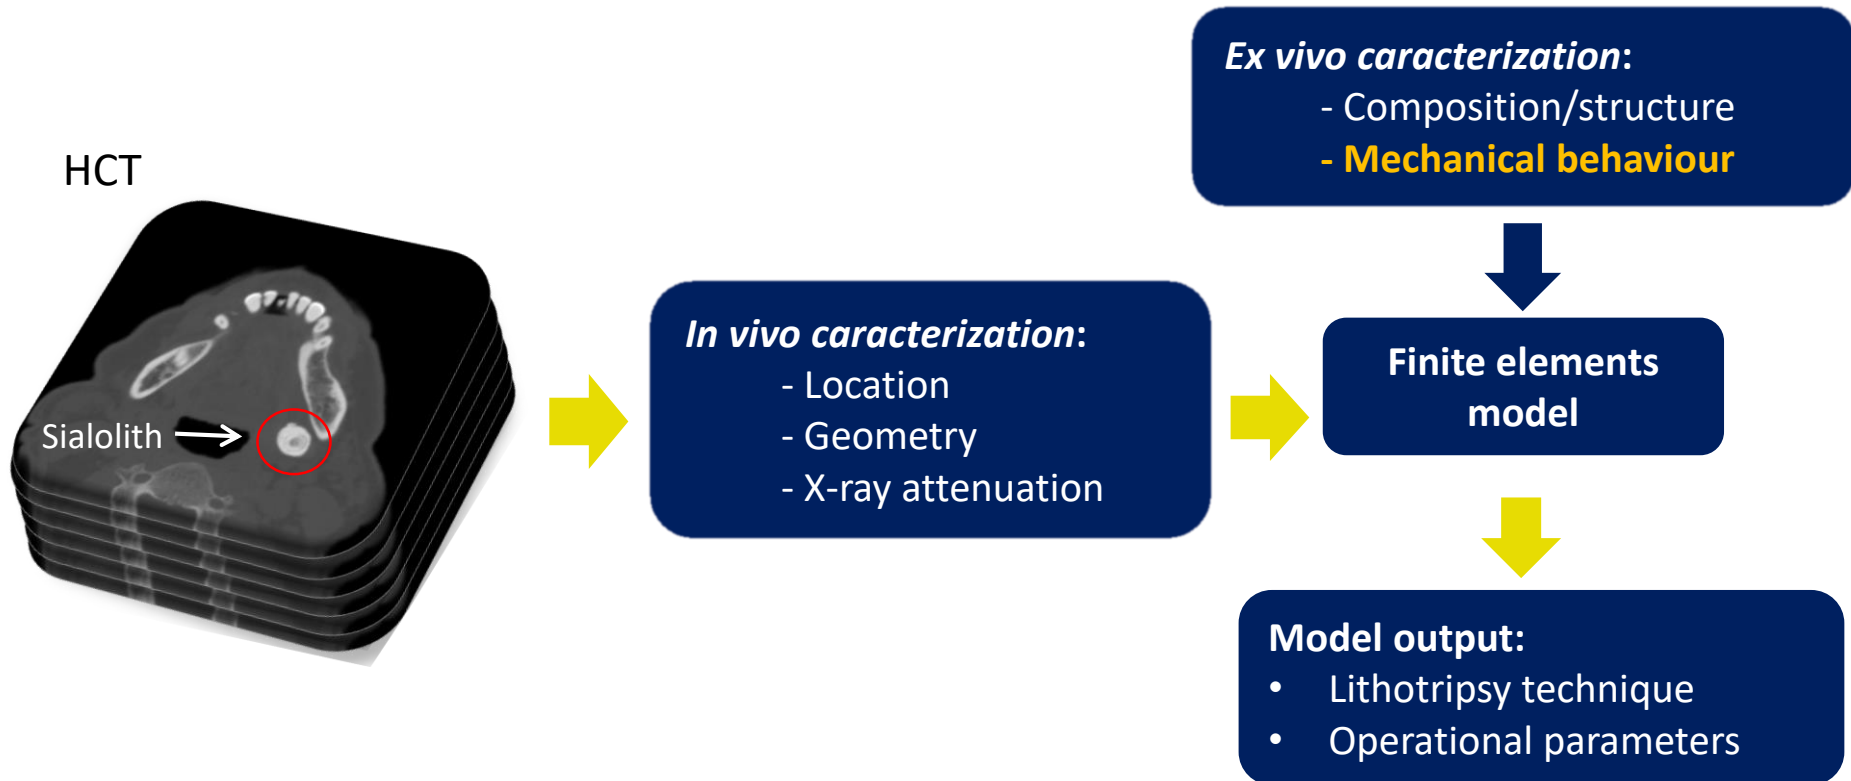 HCT
Sialolith
In vivo caracterization:
- Location
- Geometry
- X-ray attenuation
Ex vivo caracterization:
- Composition/structure
- Mechanical behaviour
Finite elements
model
Model output:
• Lithotripsy technique
• Operational parameters